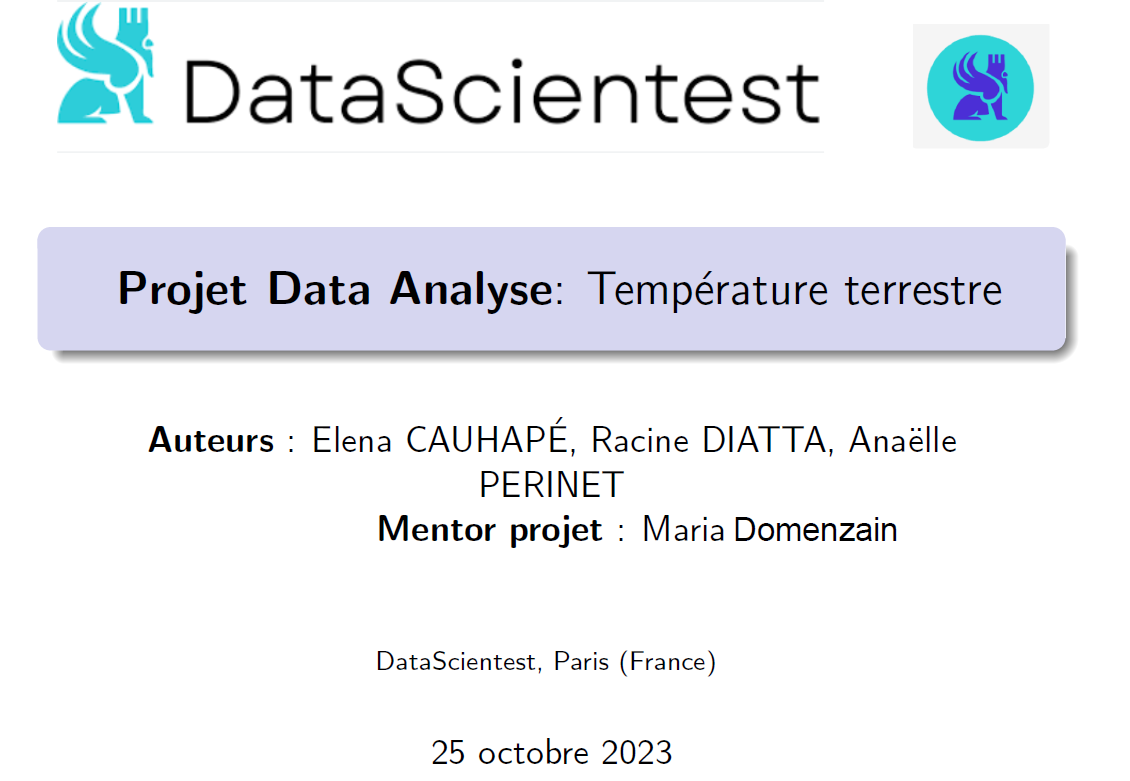 DataScientest
Projet Data Analyse: Température terrestre
Auteurs : Elena CAUHAPÉ, Racine DIATTA, Anaëlle
PERINET
Mentor projet : Maria Domenzain
DataScientest, Paris (France)
25 octobre 2023